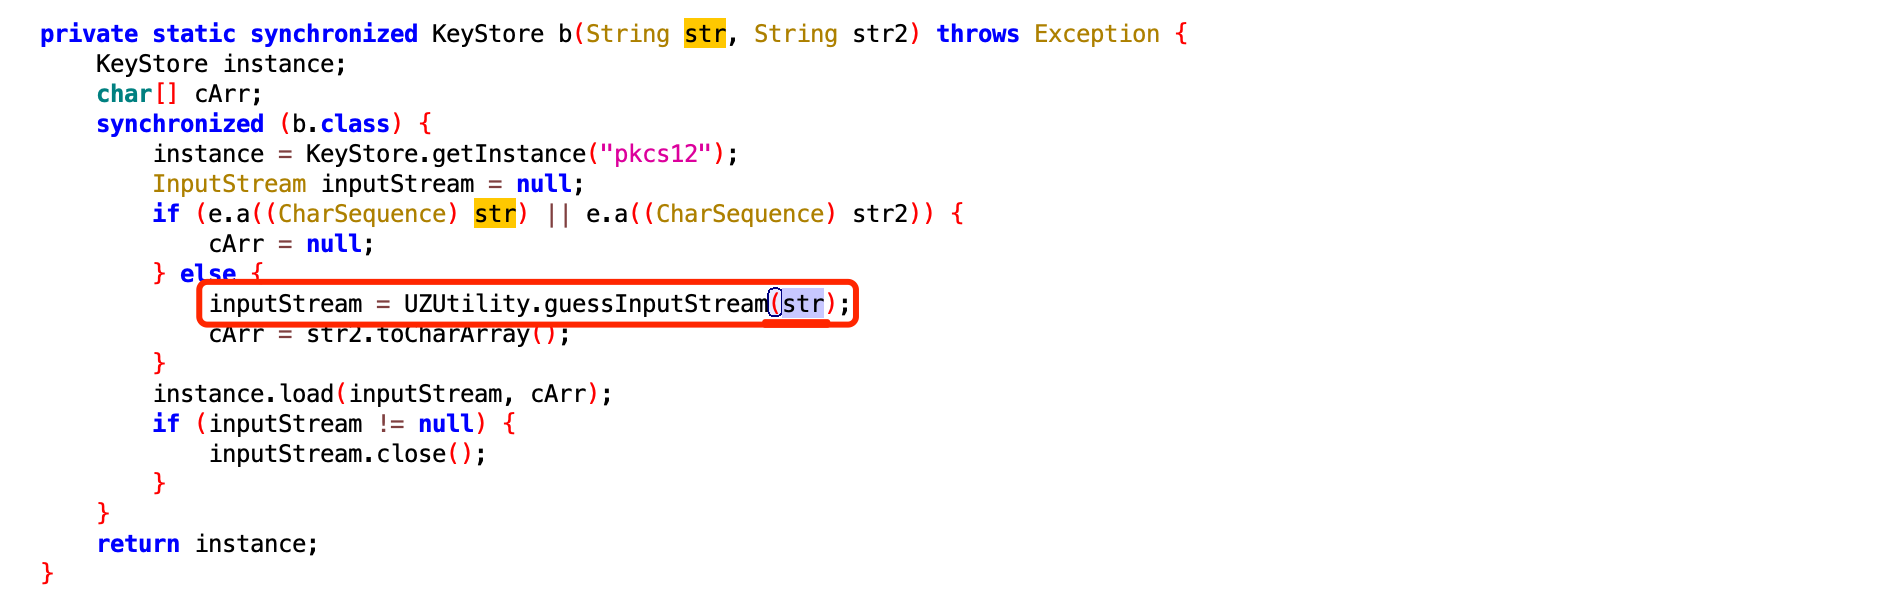 private static synchronized KeyStore b(String str, String str2) throws Exception {
    KeyStore instance;
    char[] cArr;
    synchronized (b.class) {
        instance = KeyStore.getInstance("pkcs12");
        InputStream inputStream = null;
        if (e.a((CharSequence) str) || e.a((CharSequence) str2)) {
            cArr = null;
        } else {
            inputStream = UZUtility.guessInputStream(str);
            cArr = str2.toCharArray();
        }
        instance.load(inputStream, cArr);
        if (inputStream != null) {
            inputStream.close();
        }
    }
    return instance;
}